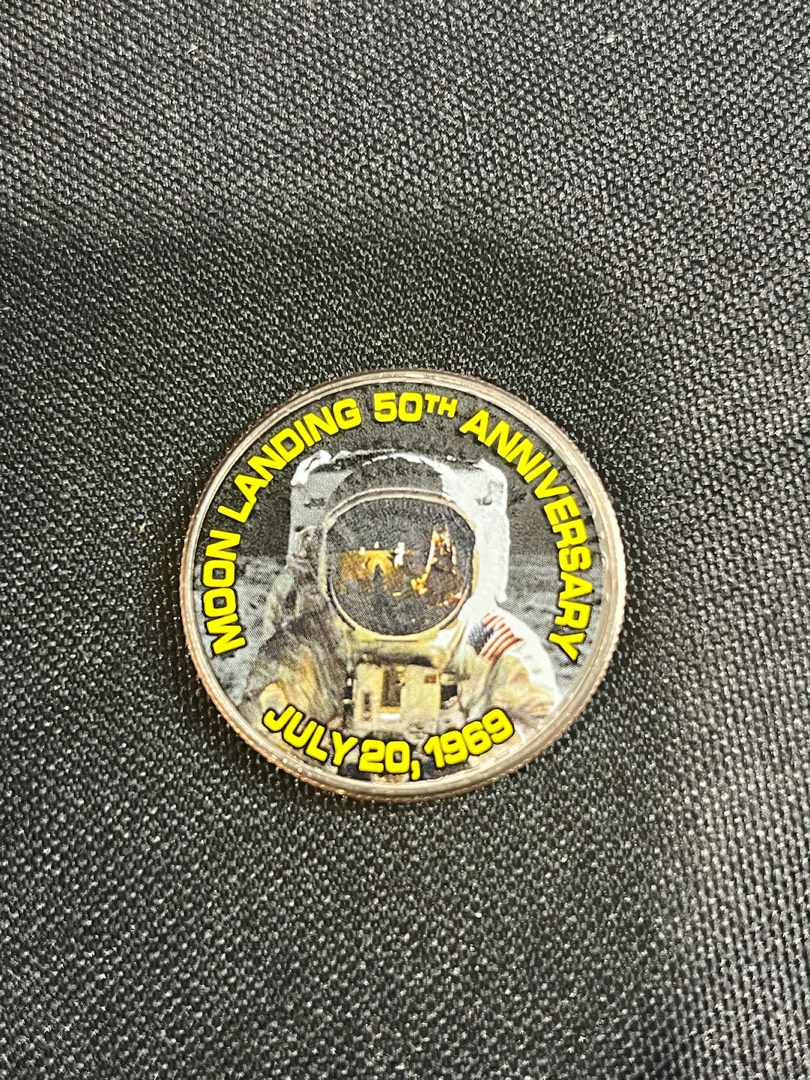 MOON LANDING 50TH ANNIVERSARY
JULY 20, 1969